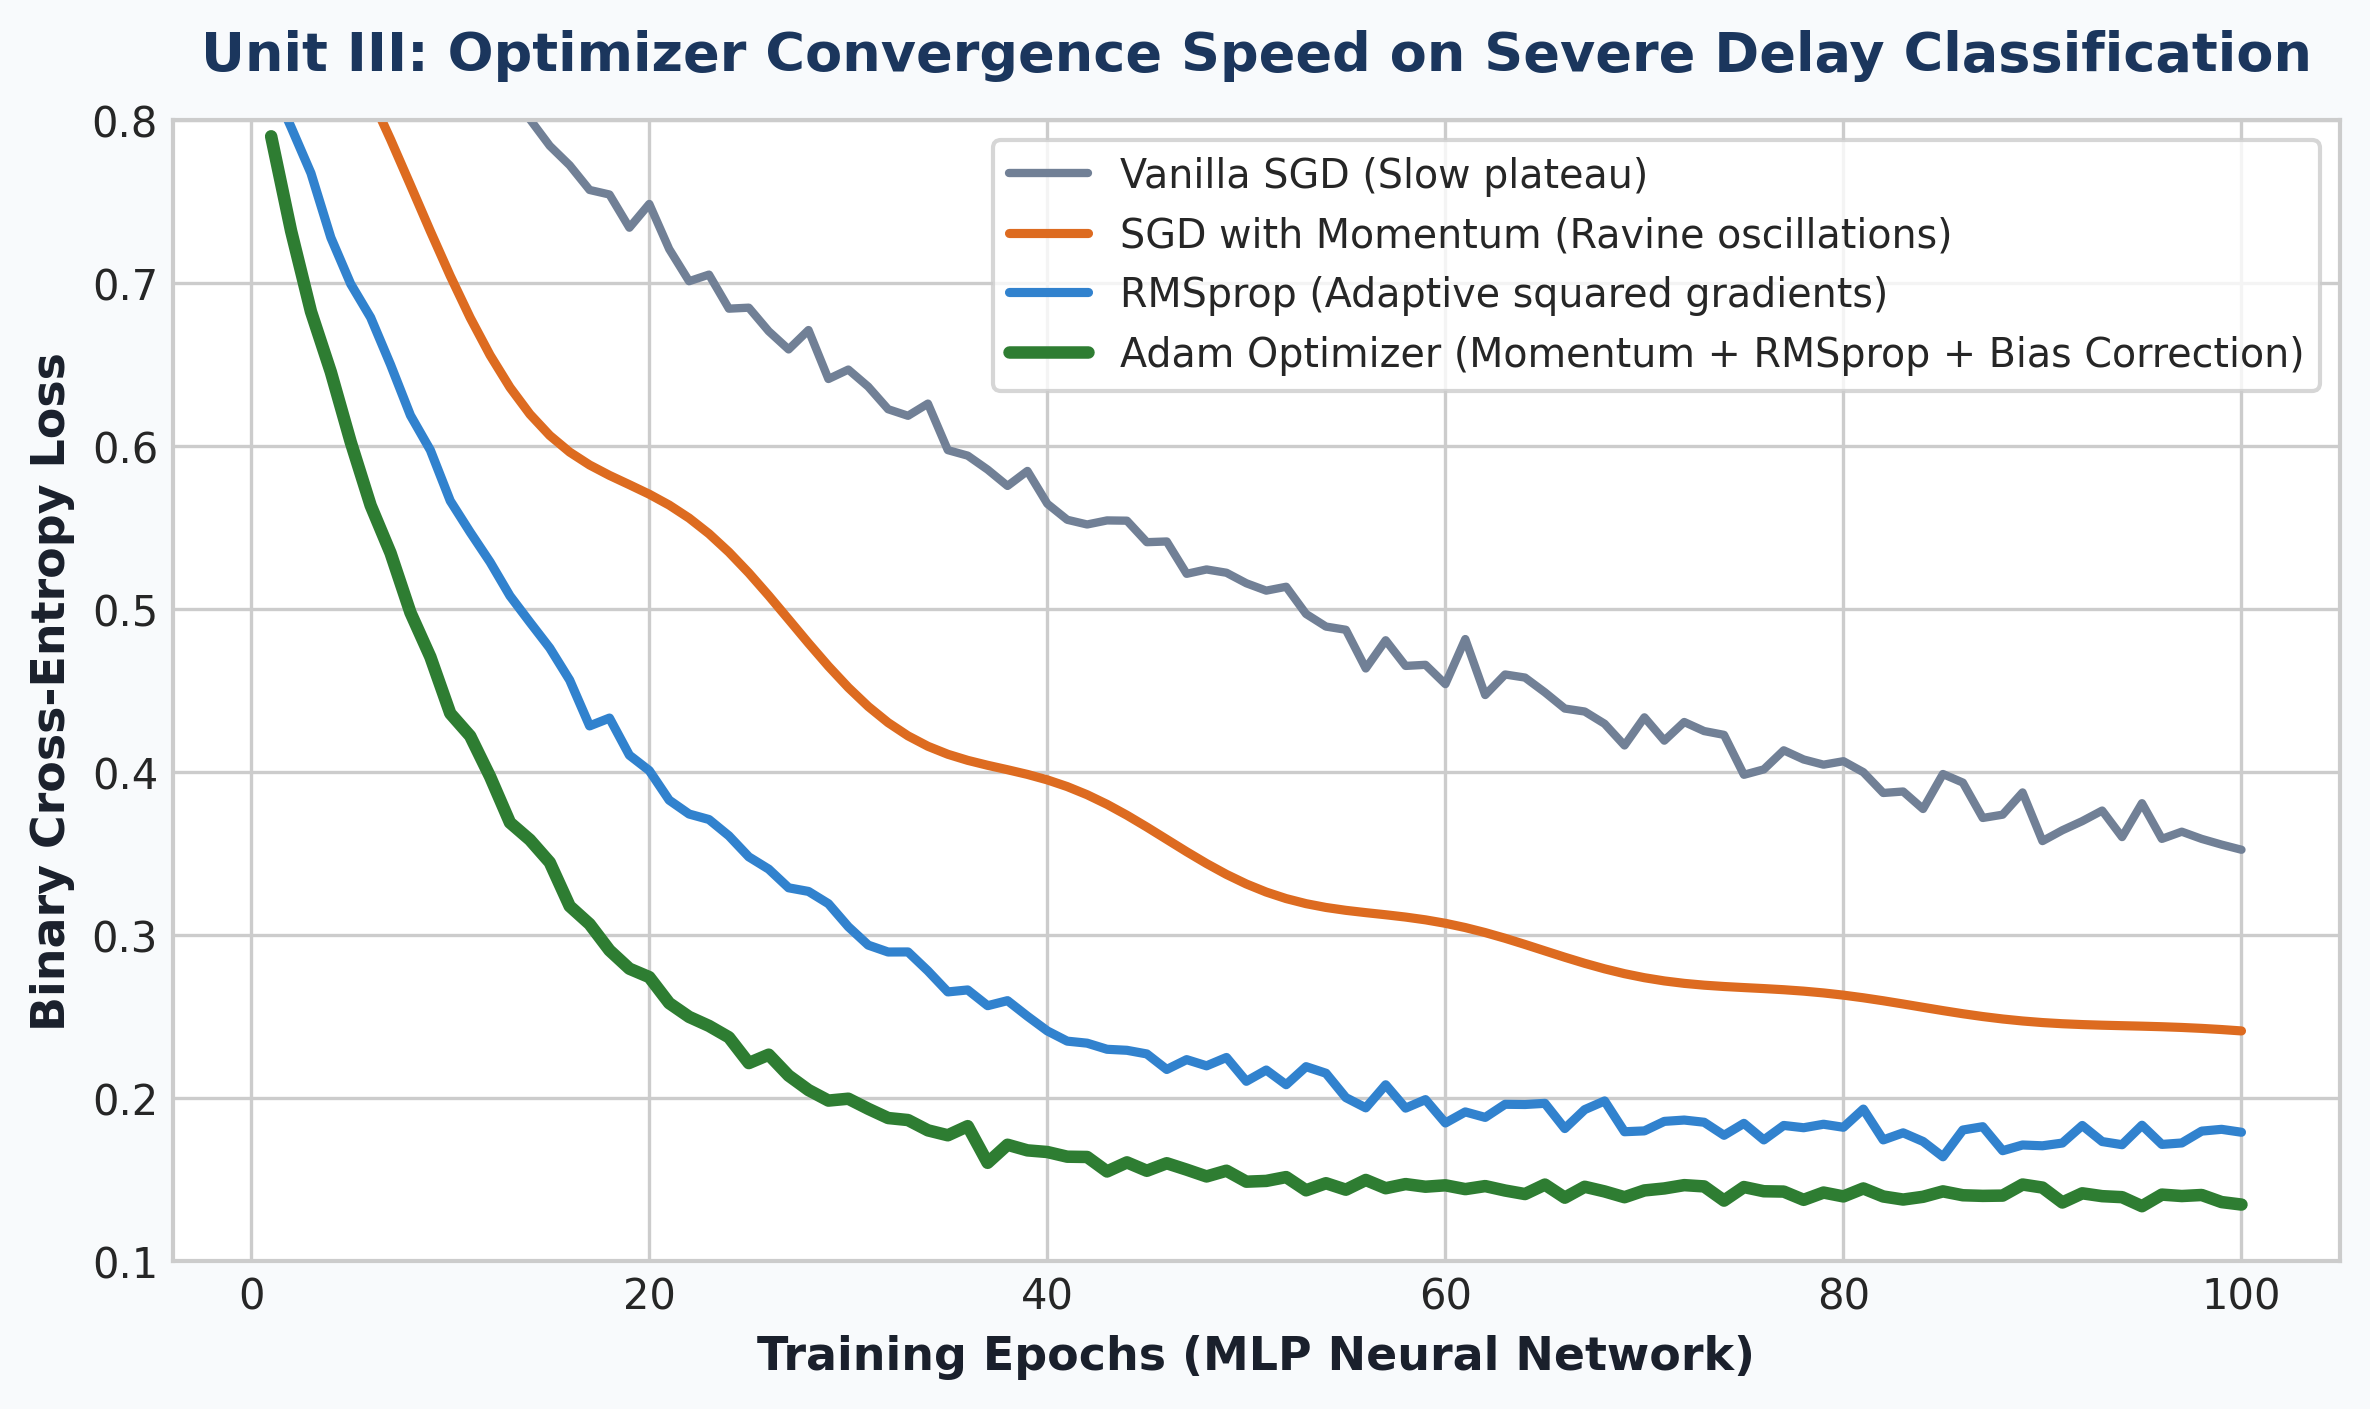 Unit III: Optimizer Convergence Speed on Severe Delay Classification
Binary Cross-Entropy Loss
0.8
0.7
0.6
0.5
0.4
0.3
0.2
0.1
Vanilla SGD (Slow plateau)
SGD with Momentum (Ravine oscillations)
RMSprop (Adaptive squared gradients)
Adam Optimizer (Momentum + RMSprop + Bias Correction)
0 20 40 60 80 100
Training Epochs (MLP Neural Network)